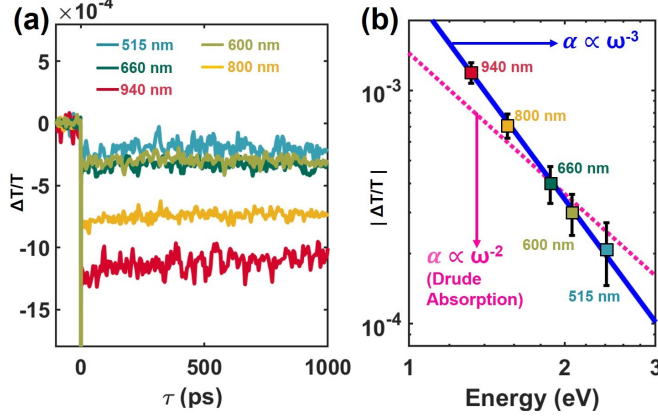 (a)
×10⁻⁴
515 nm
600 nm
660 nm
800 nm
940 nm
0
-5
-10
-15
ΔT/T
0
500
1000
τ (ps)
(b)
α ∝ ω⁻³
940 nm
10⁻³
800 nm
660 nm
| ΔT/T |
α ∝ ω⁻²
(Drude
Absorption)
600 nm
515 nm
10⁻⁴
1
2
3
Energy (eV)